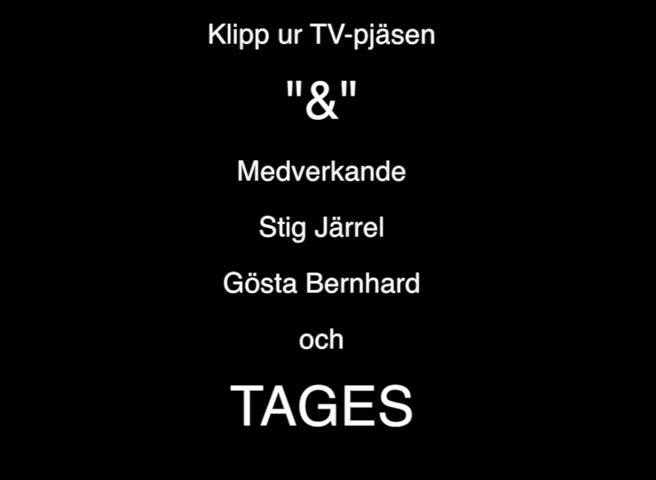 Klipp ur TV-pjäsen
"&"
Medverkande
Stig Järrel
Gösta Bernhard
och
TAGES